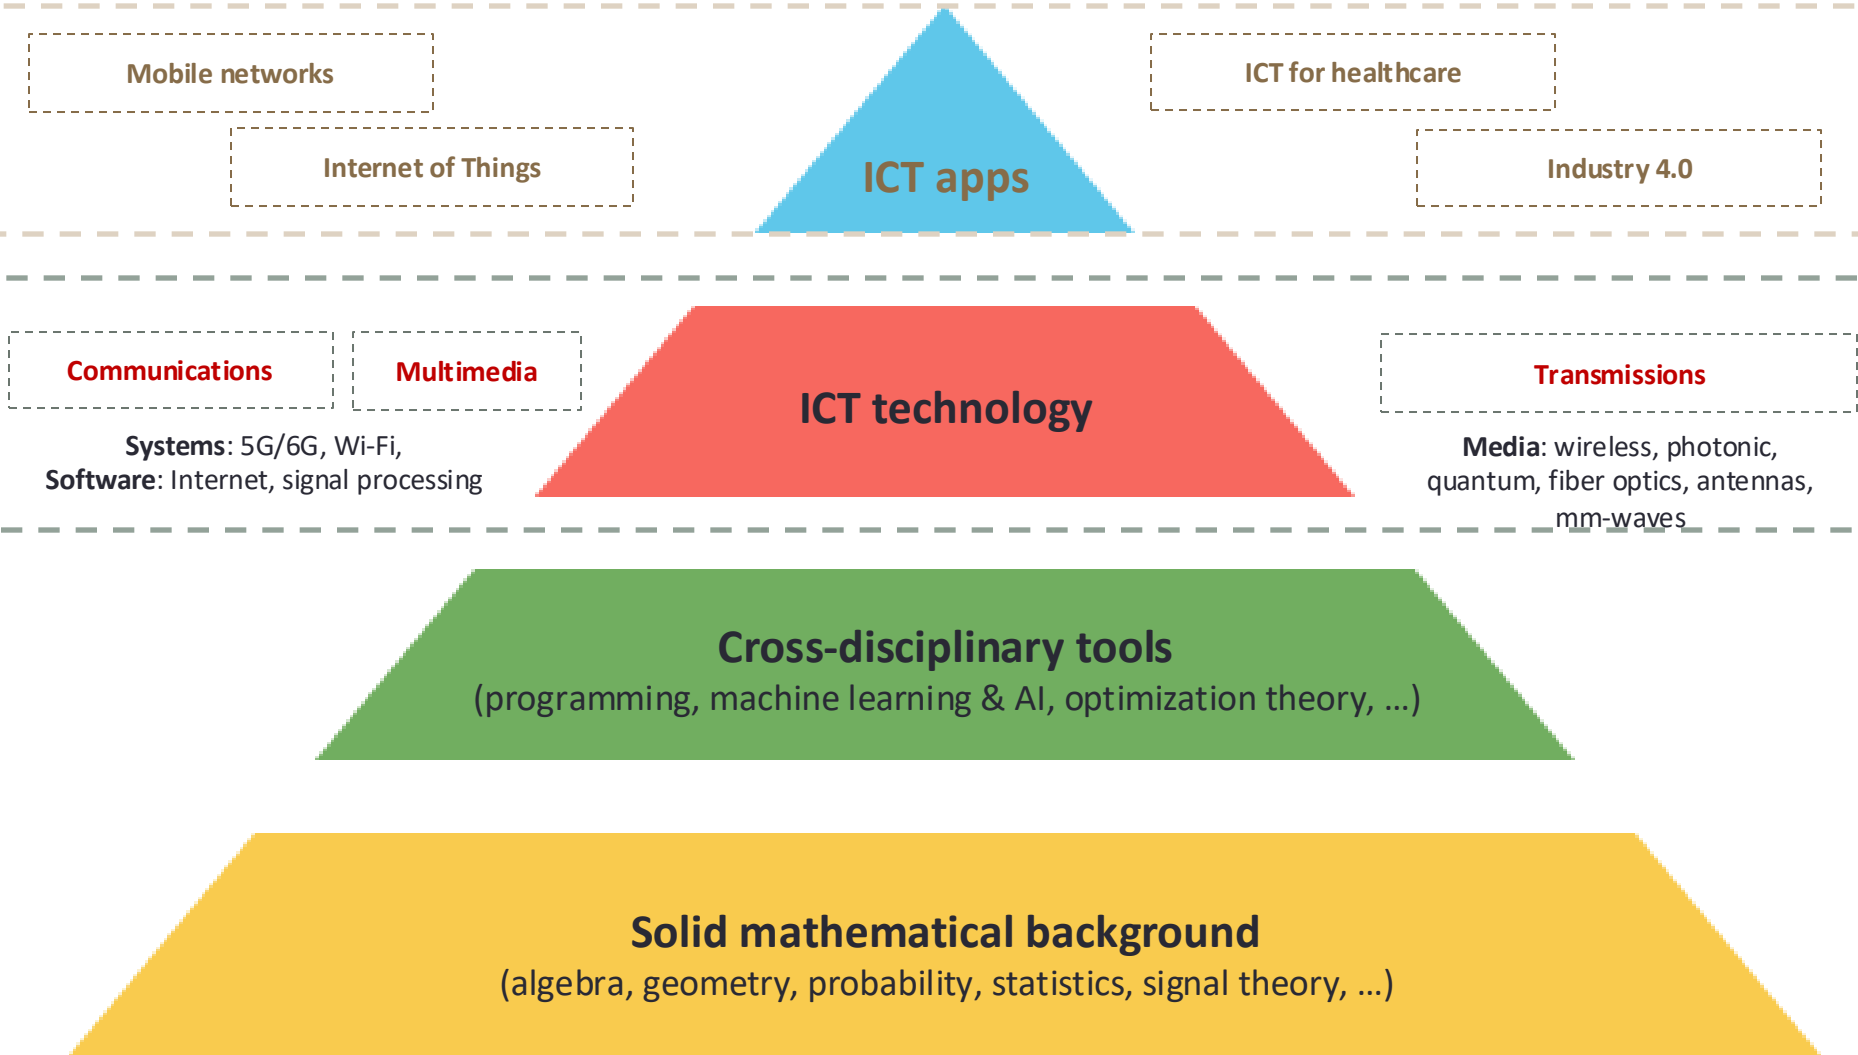 Mobile networks
ICT for healthcare
Internet of Things
Industry 4.0
ICT apps
Communications
Multimedia
Transmissions
ICT technology
Systems: 5G/6G, Wi-Fi,
Software: Internet, signal processing
Media: wireless, photonic,
quantum, fiber optics, antennas,
mm-waves
Cross-disciplinary tools
(programming, machine learning & AI, optimization theory, ...)
Solid mathematical background
(algebra, geometry, probability, statistics, signal theory, ...)